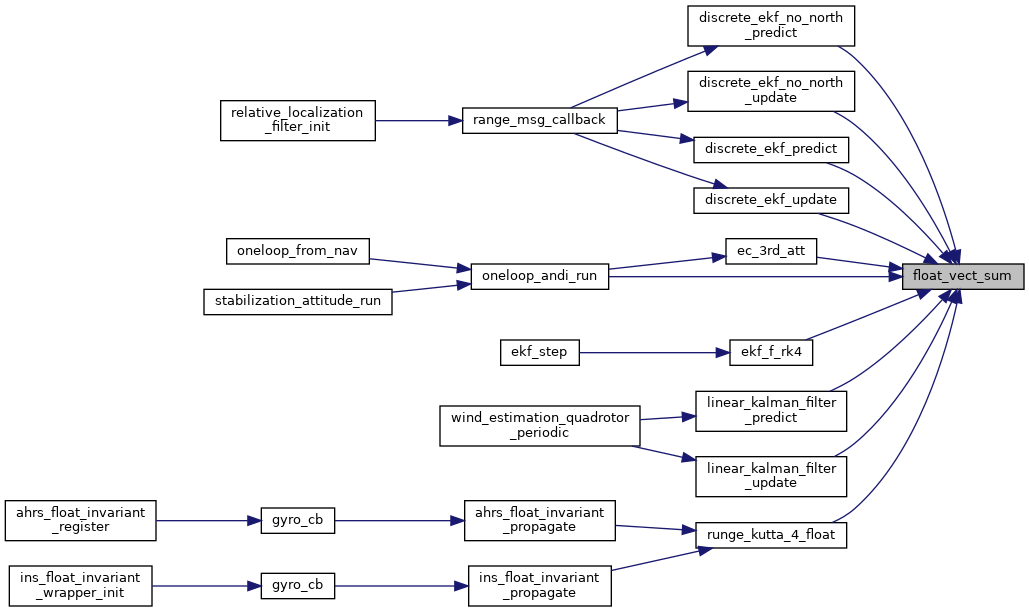 discrete_ekf_no_north
_predict
discrete_ekf_no_north
_update
relative_localization
_filter_init
range_msg_callback
discrete_ekf_predict
discrete_ekf_update
oneloop_from_nav
ec_3rd_att
oneloop_andi_run
float_vect_sum
stabilization_attitude_run
ekf_step
ekf_f_rk4
linear_kalman_filter
_predict
wind_estimation_quadrotor
_periodic
linear_kalman_filter
_update
ahrs_float_invariant
_register
gyro_cb
ahrs_float_invariant
_propagate
runge_kutta_4_float
ins_float_invariant
_wrapper_init
gyro_cb
ins_float_invariant
_propagate